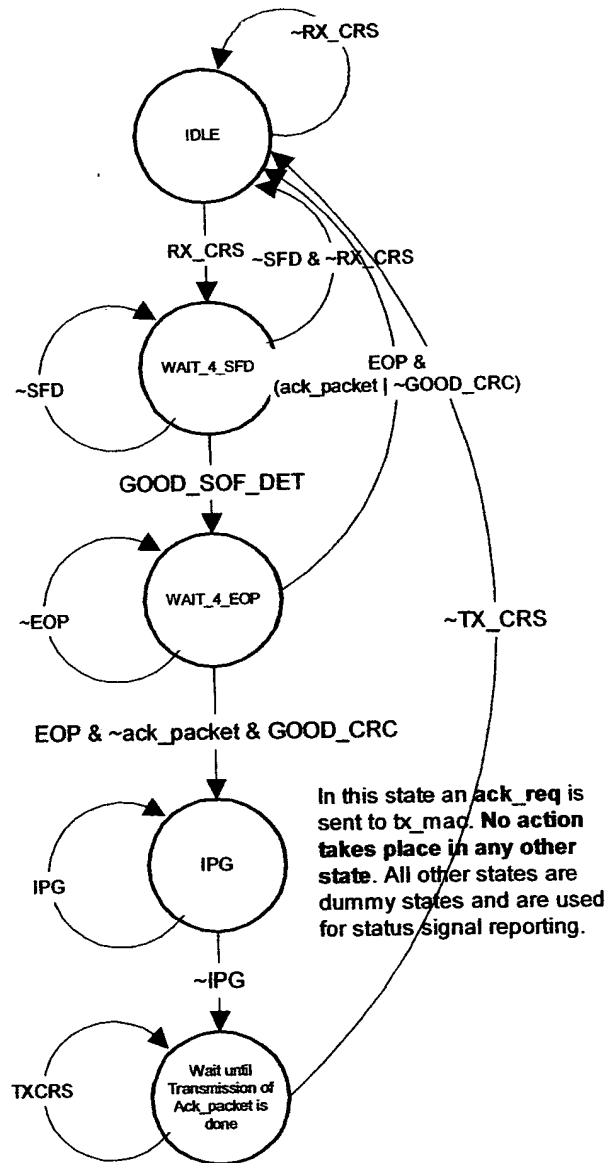 ~RX_CRS
IDLE
RX_CRS
~SFD & ~RX_CRS
WAIT_4_SFD
~SFD
EOP &
(ack_packet | ~GOOD_CRC)
GOOD_SOF_DET
WAIT_4_EOP
~EOP
~TX_CRS
EOP & ~ack_packet & GOOD_CRC
In this state an ack_req is
sent to tx_mac. No action
takes place in any other
state. All other states are
dummy states and are used
for status signal reporting.
IPG
IPG
~IPG
TXCRS
Wait until
Transmission of
Ack_packet is
done